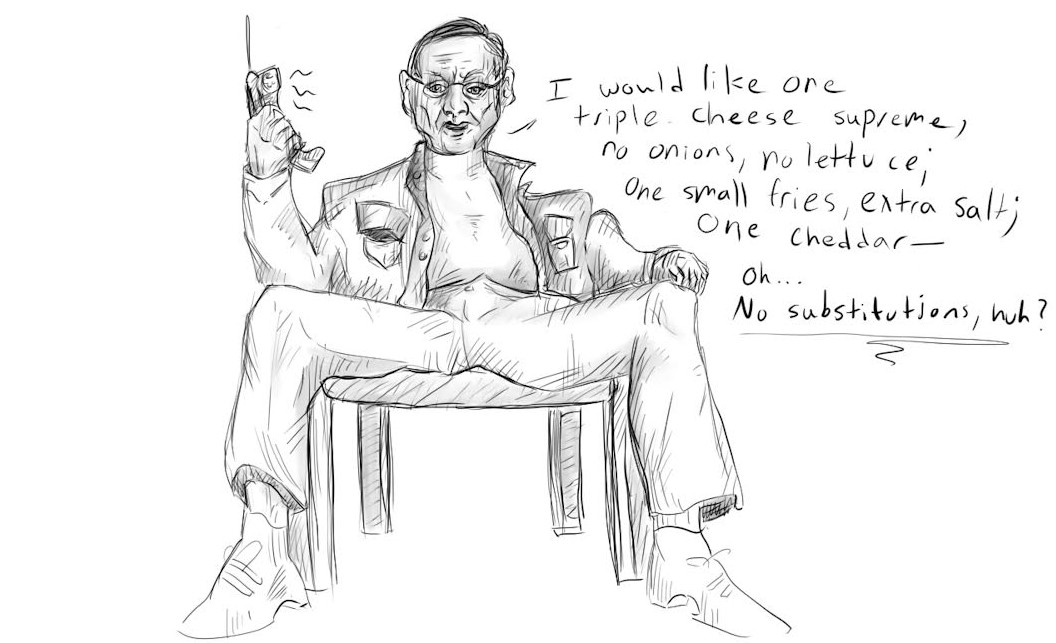 I would like one
triple cheese supreme,
no onions, no lettuce;
One small fries, extra salt;
One cheddar—
Oh...
No substitutions, huh?